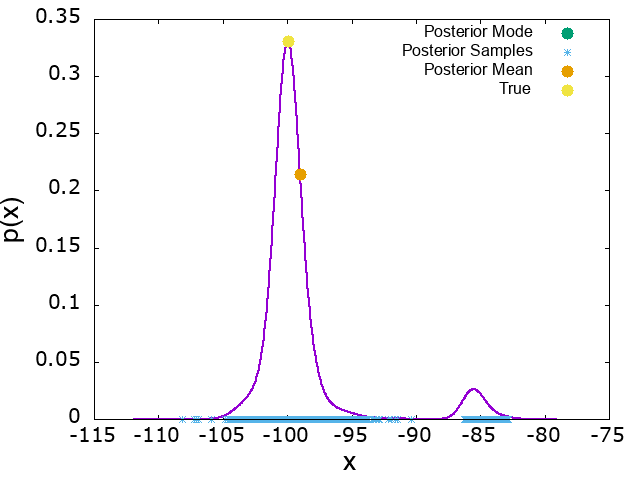 0.35
0.3
0.25
0.2
0.15
0.1
0.05
0
p(x)
Posterior Mode
Posterior Samples
Posterior Mean
True
-115 -110 -105 -100 -95 -90 -85 -80 -75
x